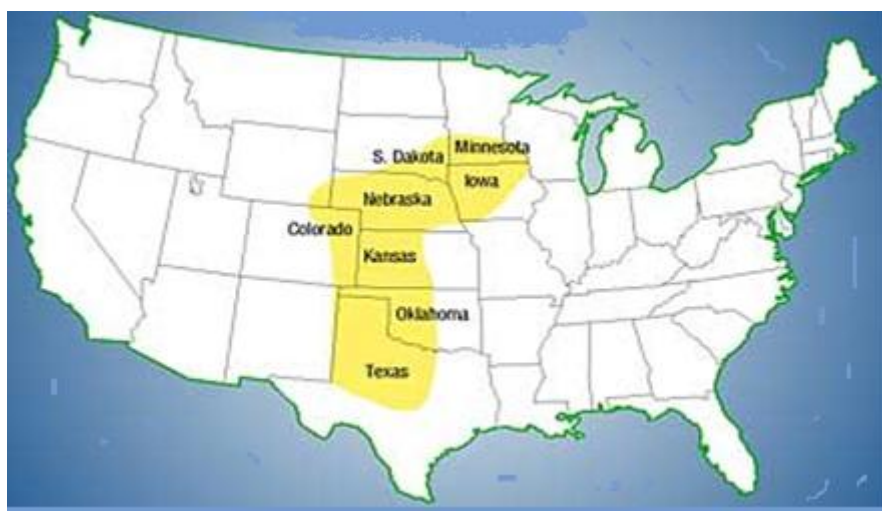 Minnesota
S. Dakota
Iowa
Nebraska
Colorado
Kansas
Oklahoma
Texas